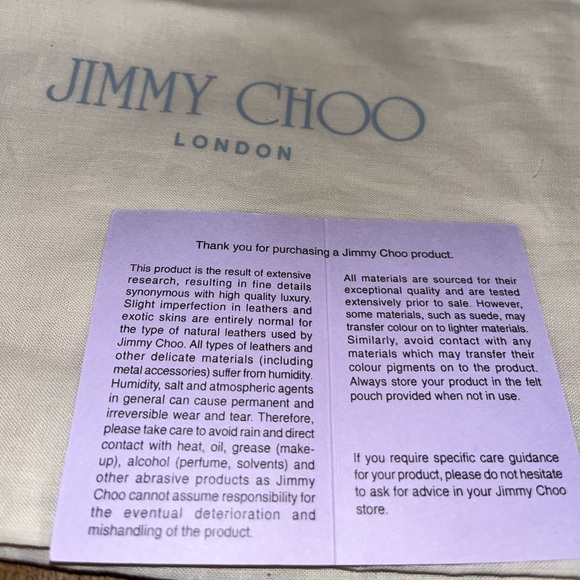 JIMMY CHOO
LONDON
Thank you for purchasing a Jimmy Choo product.
This product is the result of extensive
research, resulting in fine details
synonymous with high quality luxury.
Slight imperfection in leathers and
exotic skins are entirely normal for
the type of natural leathers used by
Jimmy Choo. All types of leathers and
other delicate materials (including
metal accessories) suffer from humidity.
Humidity, salt and atmospheric agents
in general can cause permanent and
irreversible wear and tear. Therefore,
please take care to avoid rain and direct
contact with heat, oil, grease (make-
up), alcohol (perfume, solvents) and
other abrasive products as Jimmy
Choo cannot assume responsibility for
the eventual deterioration and
mishandling of the product.
All materials are sourced for their
exceptional quality and are tested
extensively prior to sale. However,
some materials, such as suede, may
transfer colour on to lighter materials.
Similarly, avoid contact with any
materials which may transfer their
colour pigments on to the product.
Always store your product in the felt
pouch provided when not in use.
If you require specific care guidance
for your product, please do not hesitate
to ask for advice in your Jimmy Choo
store.